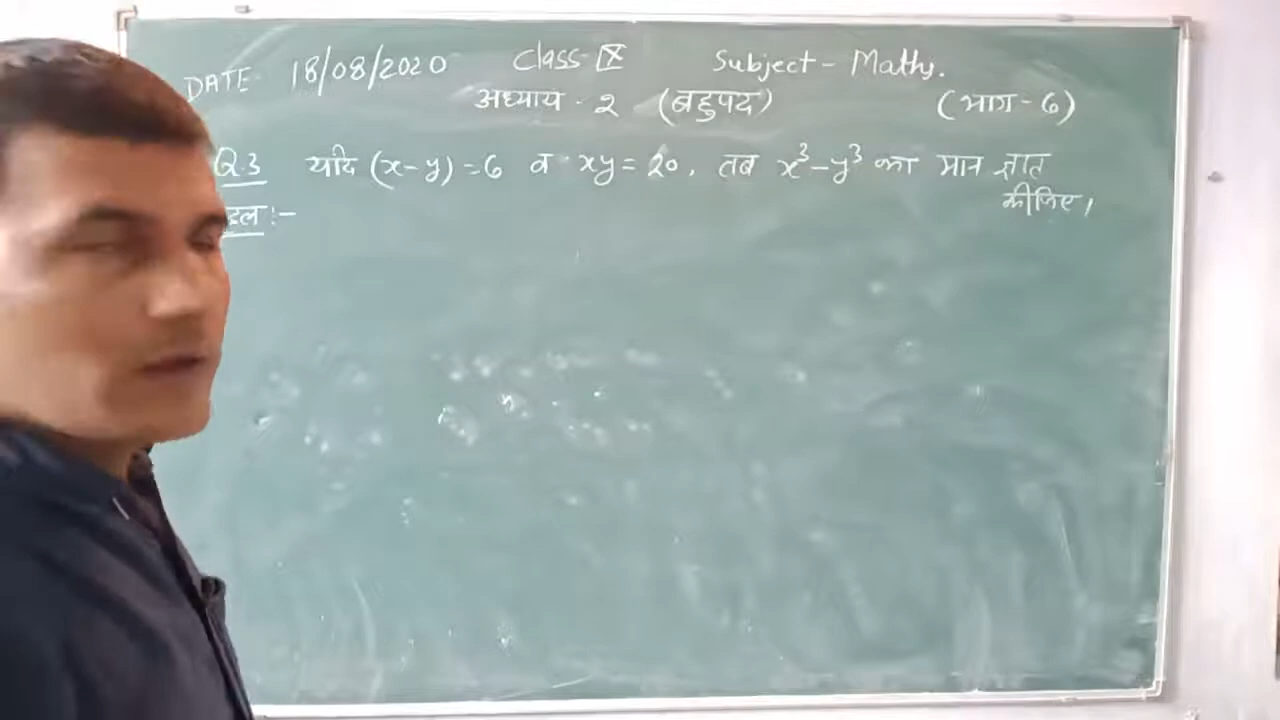 DATE 18/08/2020 Class-IX Subject - Maths.
अध्याय - 2 (बहुपद) (भाग - 6)
Q.3 यदि (x-y) = 6 व xy = 20, तब x³-y³ का मान ज्ञात
कीजिए।
हल :-